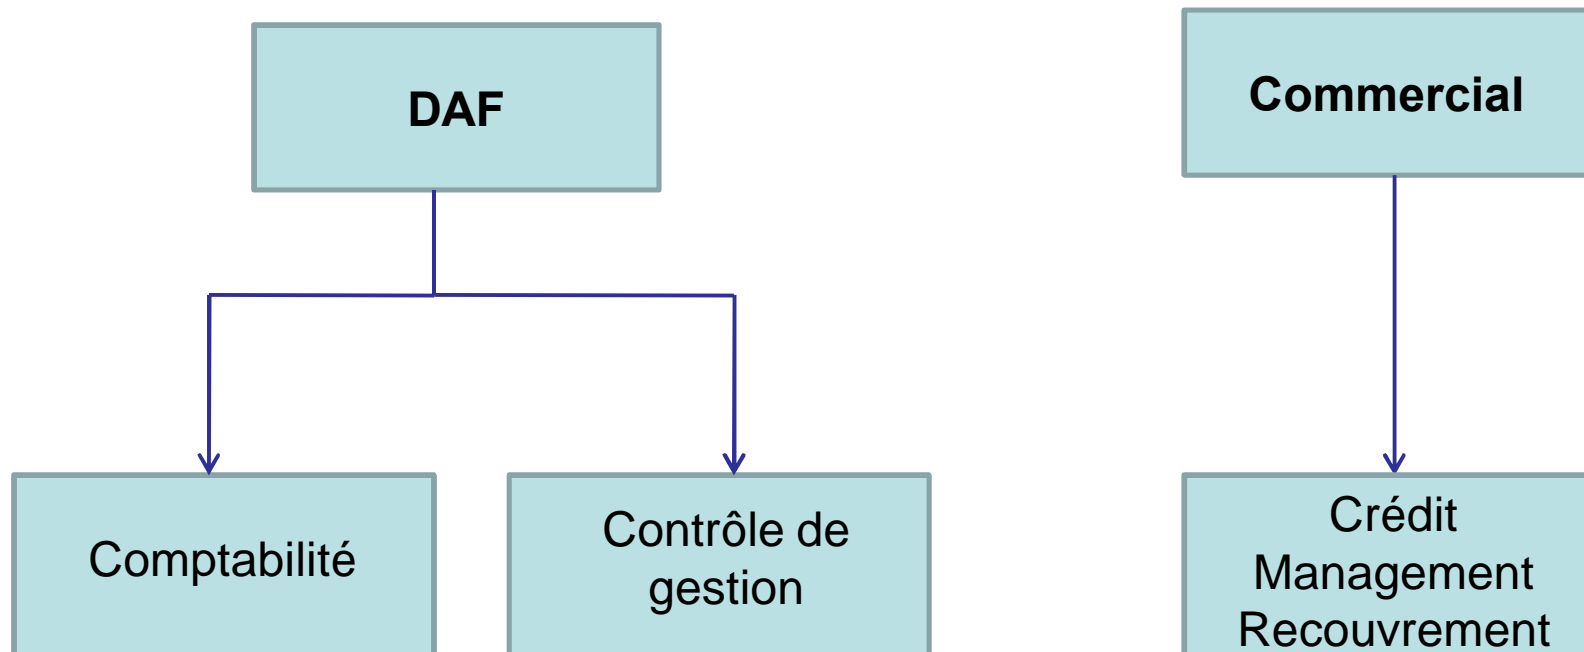 DAF
Commercial
Comptabilité
Contrôle de
gestion
Crédit
Management
Recouvrement